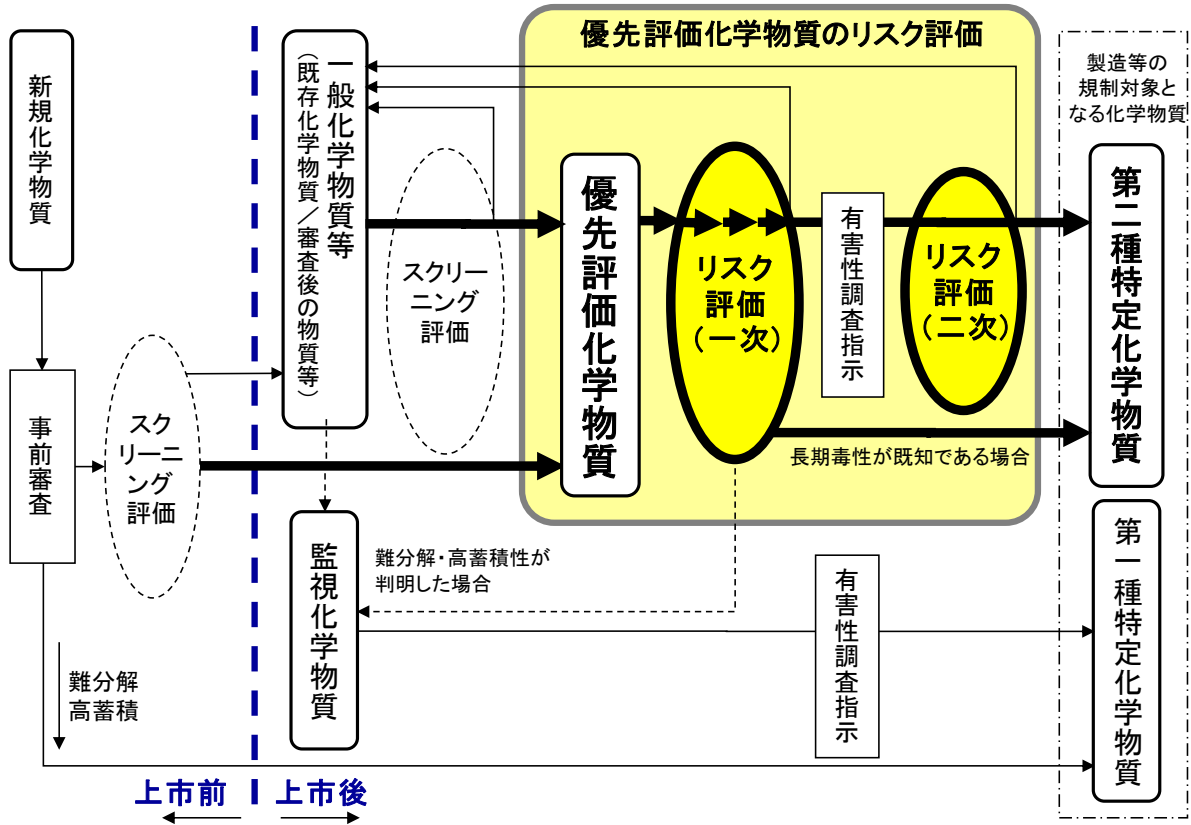 優先評価化学物質のリスク評価
新規化学物質
一般化学物質等
（既存化学物質／審査後の物質等）
製造等の
規制対象と
なる化学物質
スクリー
ニング
評価
優先評価化学物質
リスク
評価
（一次）
有害性調査指示
リスク
評価
（二次）
第二種特定化学物質
長期毒性が既知である場合
事前審査
スク
リーニ
ング
評価
監視化学物質
難分解・高蓄積性が
判明した場合
有害性調査指示
第一種特定化学物質
難分解
高蓄積
上市前
上市後